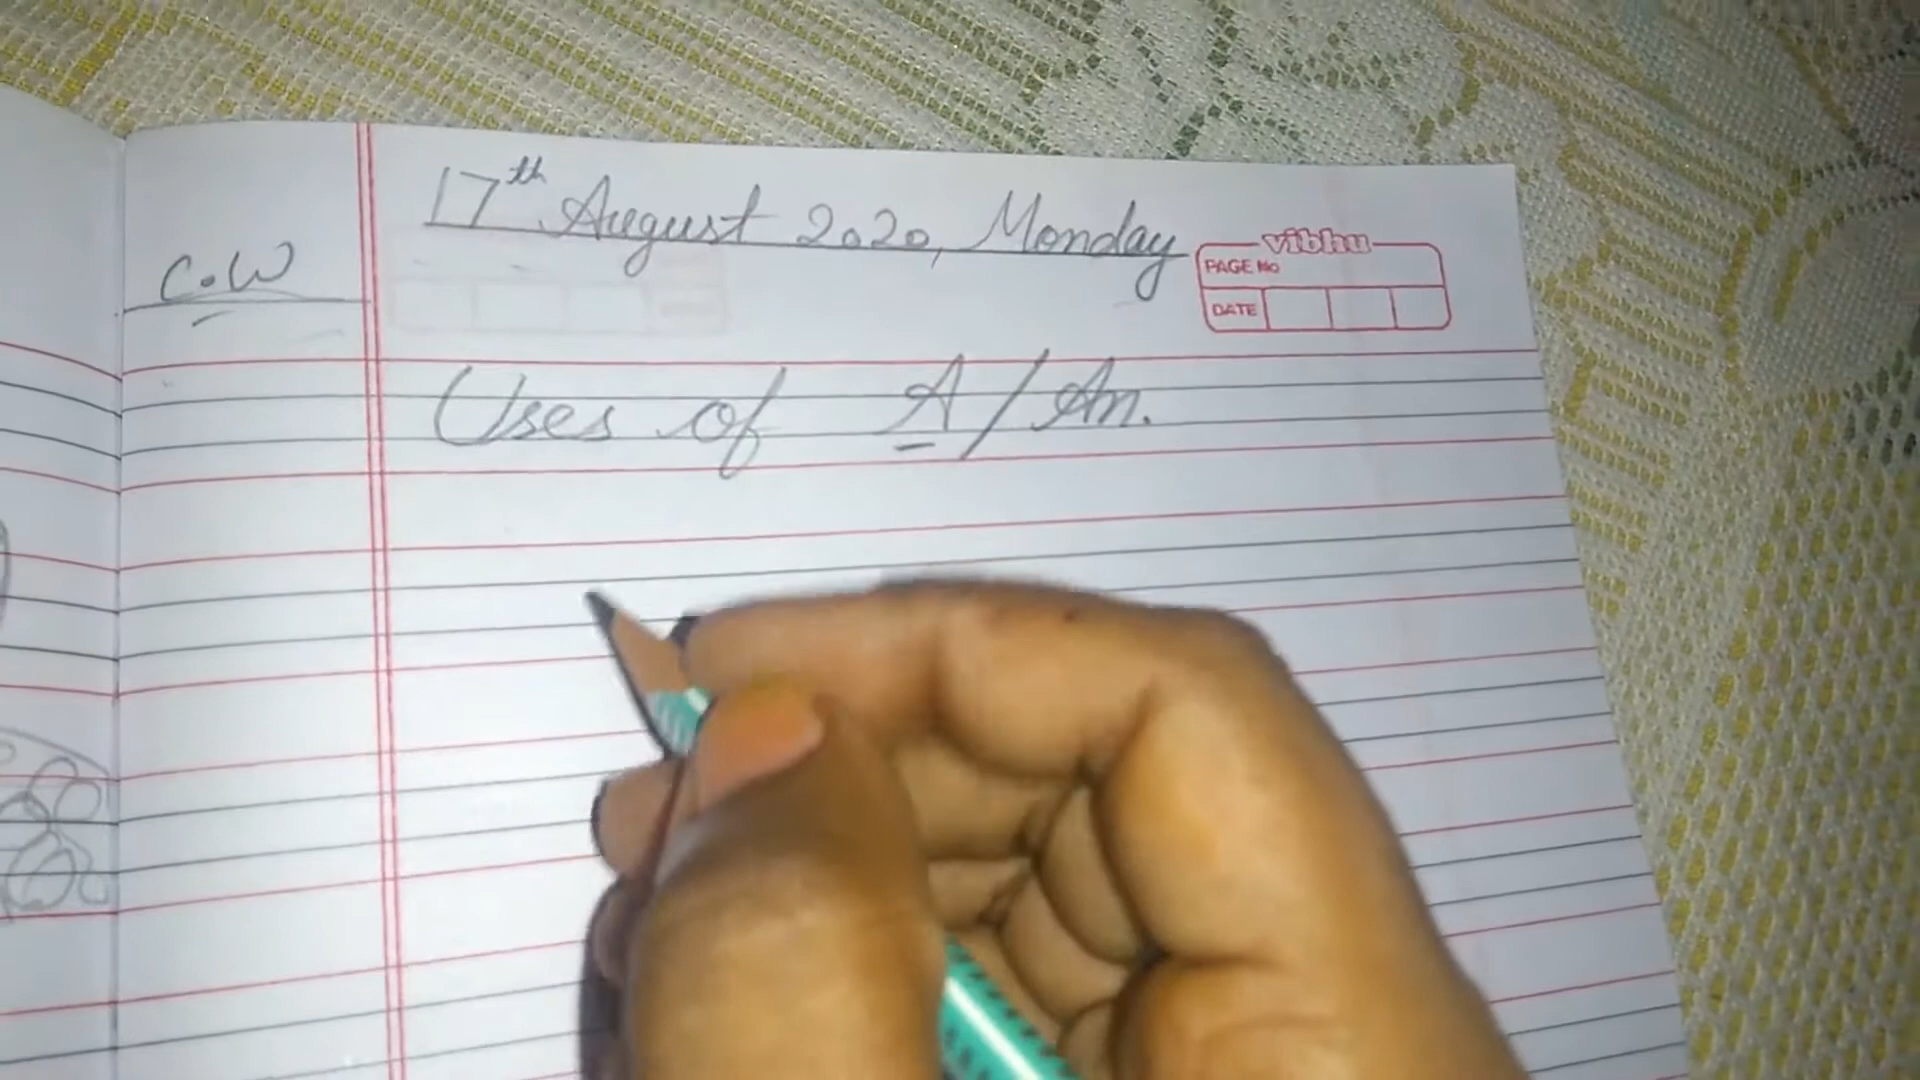 17th August 2020, Monday
vibhu
PAGE No
DATE
C.W
Uses of A/An.